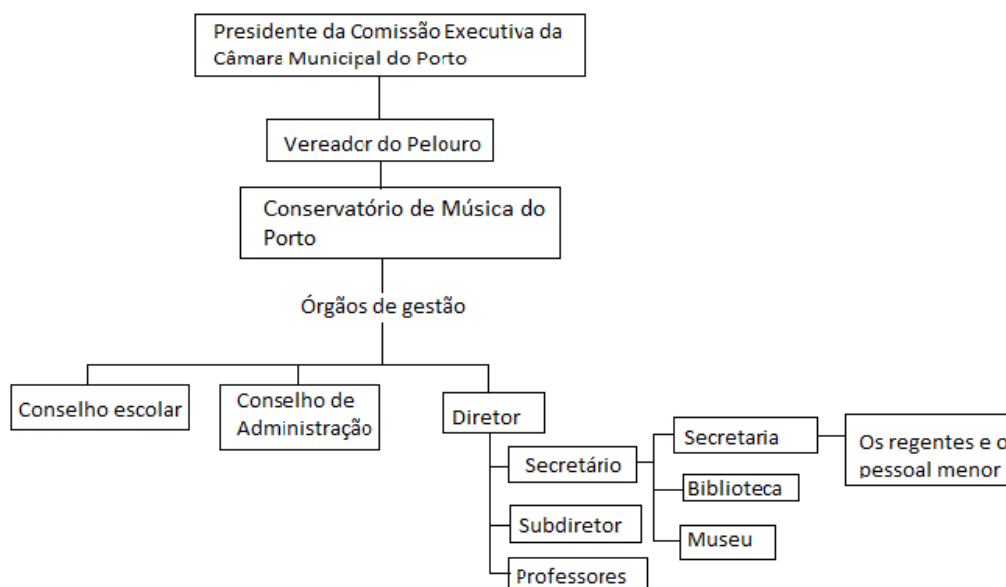 Presidente da Comissão Executiva da
Câmara Municipal do Porto
Vereador do Pelouro
Conservatório de Música do
Porto
Órgãos de gestão
Conselho escolar
Conselho de
Administração
Diretor
Secretário
Subdiretor
Professores
Secretaria
Biblioteca
Museu
Os regentes e o
pessoal menor